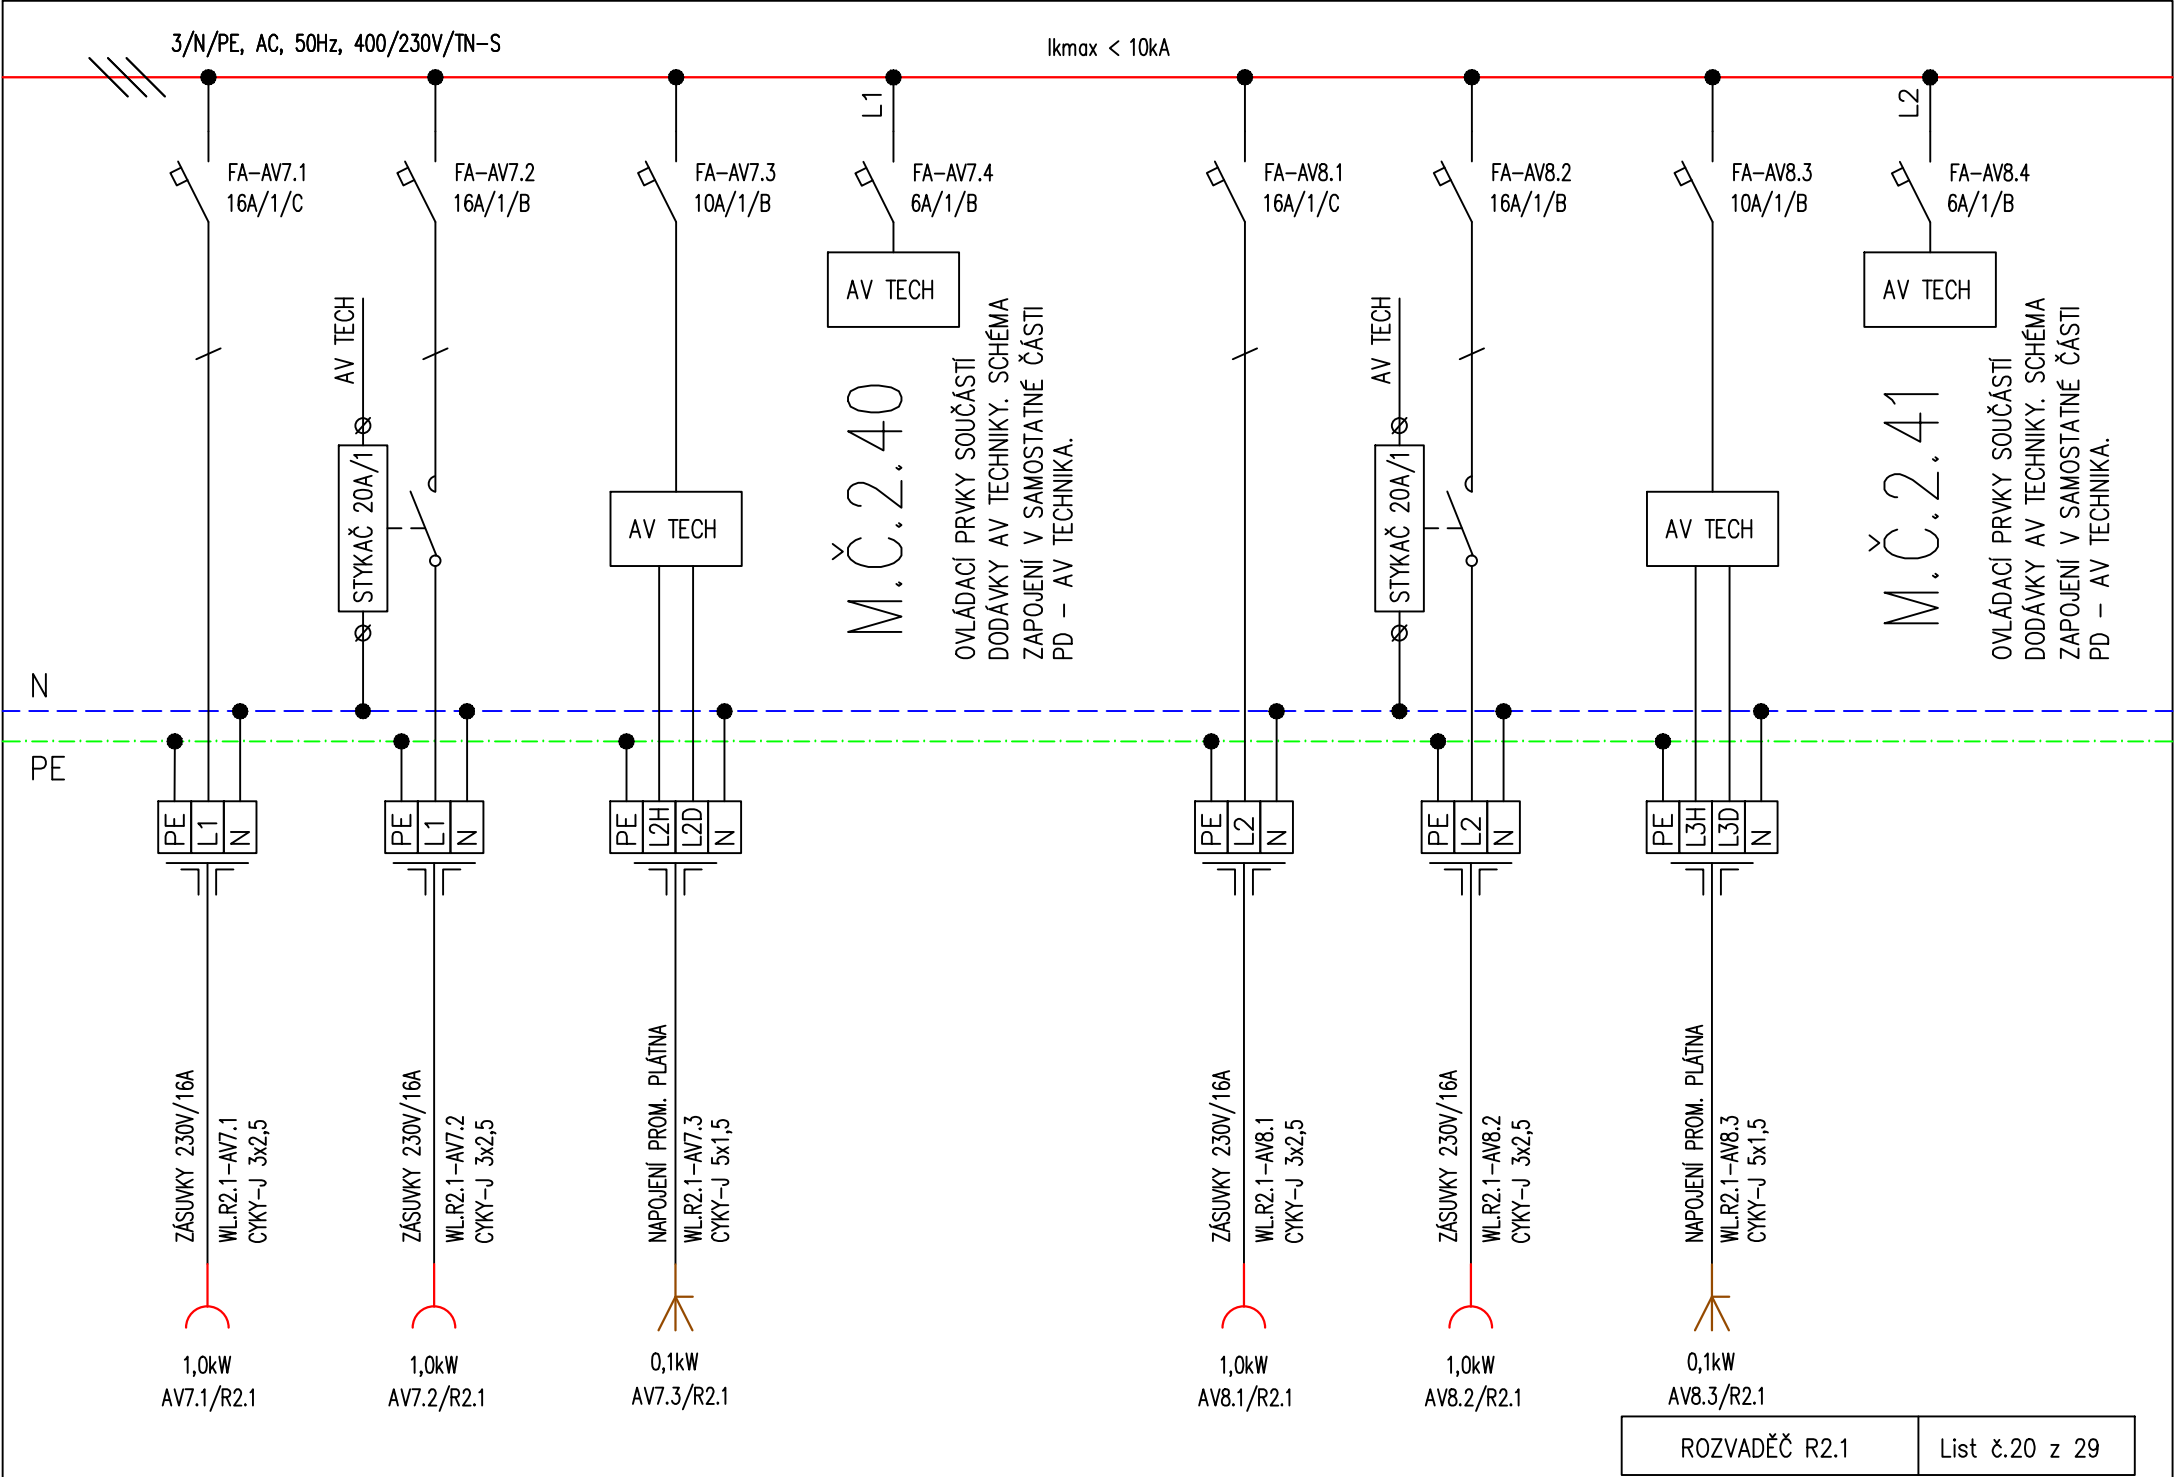 3/N/PE, AC, 50Hz, 400/230V/TN-S
Ikmax < 10kA
L1
L2
FA-AV7.1
16A/1/C
FA-AV7.2
16A/1/B
FA-AV7.3
10A/1/B
FA-AV7.4
6A/1/B
FA-AV8.1
16A/1/C
FA-AV8.2
16A/1/B
FA-AV8.3
10A/1/B
FA-AV8.4
6A/1/B
AV TECH
STYKAČ 20A/1
AV TECH
AV TECH
M.Č.2.40
OVLÁDACÍ PRVKY SOUČÁSTÍ
DODÁVKY AV TECHNIKY. SCHÉMA
ZAPOJENÍ V SAMOSTATNÉ ČÁSTI
PD - AV TECHNIKA.
AV TECH
STYKAČ 20A/1
AV TECH
AV TECH
M.Č.2.41
OVLÁDACÍ PRVKY SOUČÁSTÍ
DODÁVKY AV TECHNIKY. SCHÉMA
ZAPOJENÍ V SAMOSTATNÉ ČÁSTI
PD - AV TECHNIKA.
N
PE
PE L1 N
PE L1 N
PE L2H L2D N
PE L2 N
PE L2 N
PE L3H L3D N
ZÁSUVKY 230V/16A
WL.R2.1-AV7.1
CYKY-J 3x2,5
ZÁSUVKY 230V/16A
WL.R2.1-AV7.2
CYKY-J 3x2,5
NAPOJENÍ PROM. PLÁTNA
WL.R2.1-AV7.3
CYKY-J 5x1,5
ZÁSUVKY 230V/16A
WL.R2.1-AV8.1
CYKY-J 3x2,5
ZÁSUVKY 230V/16A
WL.R2.1-AV8.2
CYKY-J 3x2,5
NAPOJENÍ PROM. PLÁTNA
WL.R2.1-AV8.3
CYKY-J 5x1,5
1,0kW
AV7.1/R2.1
1,0kW
AV7.2/R2.1
0,1kW
AV7.3/R2.1
1,0kW
AV8.1/R2.1
1,0kW
AV8.2/R2.1
0,1kW
AV8.3/R2.1
ROZVADĚČ R2.1
List č.20 z 29